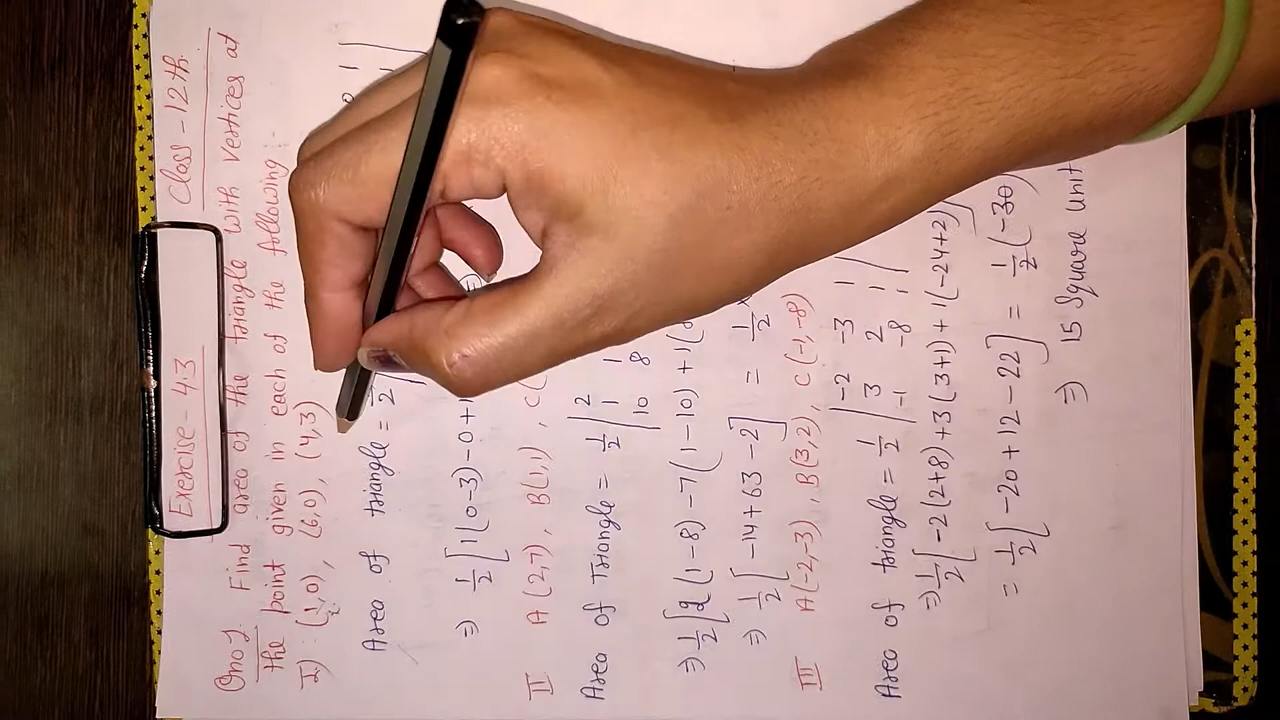 Exercise - 4.3 Class - 12th.
Qno 1. Find area of the triangle with vertices at
the point given in each of the following
I) : (1,0), (6,0), (4,3)
Area of triangle = 1/2 | 0 1 |
⇒ 1/2 [ 1(0-3) - 0 + 1
II A(2,7), B(1,1), C(
Area of Triangle = 1/2 | 2
1 1
10 8
⇒ 1/2 [ 2 (1-8) - 7 (1-10) + 1(
⇒ 1/2 [ -14 + 63 - 2 ] = 1/2 ×
III A(-2,-3), B(3,2), C(-1,-8)
Area of triangle = 1/2 | -2 -3 1 |
| 3 2 1 |
| -1 -8 1 |
⇒ 1/2 [ -2(2+8) + 3(3+1) + 1(-24+2)
= 1/2 [ -20 + 12 - 22 ] = 1/2 (-30)
⇒ 15 Square unit